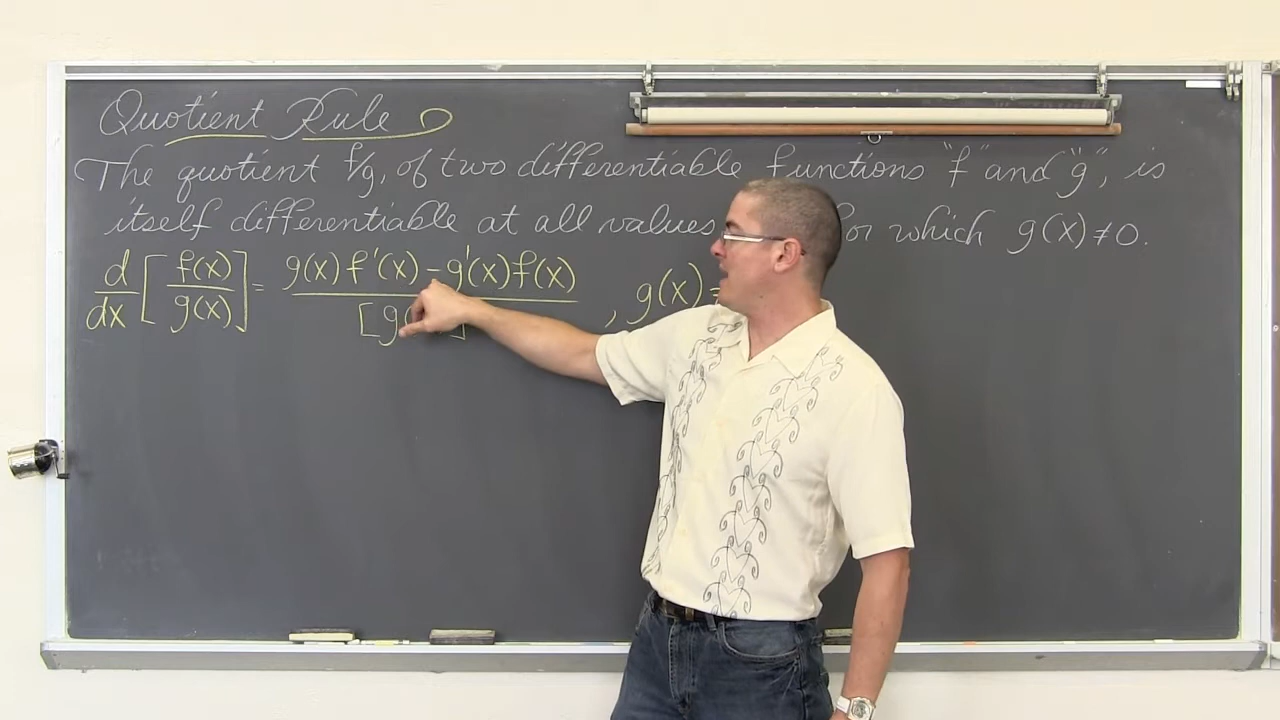 Quotient Rule
The quotient f/g, of two differentiable functions "f" and "g", is
itself differentiable at all values for which g(x) ≠ 0.
d/dx [f(x)/g(x)] = g(x)f'(x) - g'(x)f(x) / [g( ] , g(x)